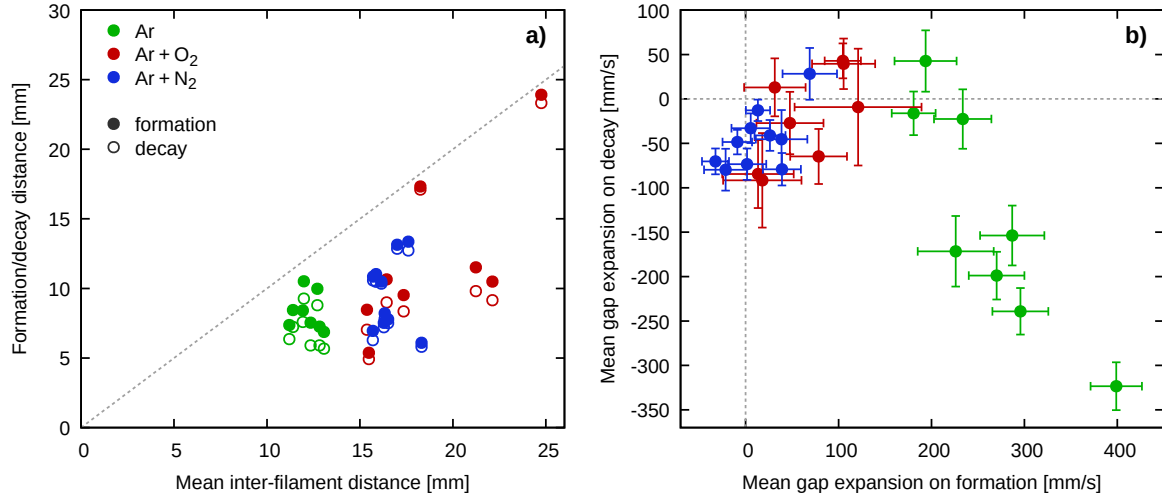 a)
Ar
Ar + O2
Ar + N2
formation
decay
30
25
20
15
10
5
0
0 5 10 15 20 25
Formation/decay distance [mm]
Mean inter-filament distance [mm]
b)
100
50
0
-50
-100
-150
-200
-250
-300
-350
0 100 200 300 400
Mean gap expansion on decay [mm/s]
Mean gap expansion on formation [mm/s]